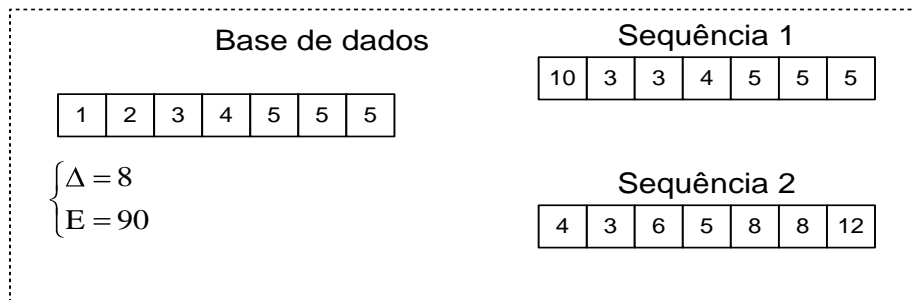 Base de dados
1 2 3 4 5 5 5
Δ = 8
E = 90
Sequência 1
10 3 3 4 5 5 5
Sequência 2
4 3 6 5 8 8 12